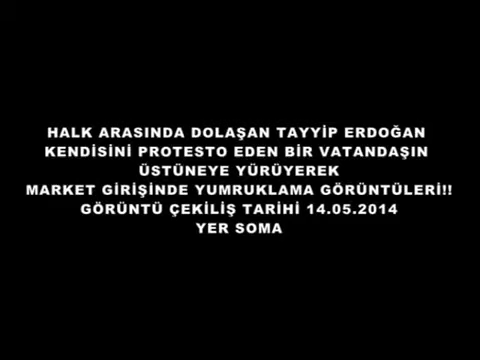 HALK ARASINDA DOLAŞAN TAYYİP ERDOĞAN
KENDİSİNİ PROTESTO EDEN BİR VATANDAŞIN
ÜSTÜNEYE YÜRÜYEREK
MARKET GİRİŞİNDE YUMRUKLAMA GÖRÜNTÜLERİ!!
GÖRÜNTÜ ÇEKİLİŞ TARİHİ 14.05.2014
YER SOMA